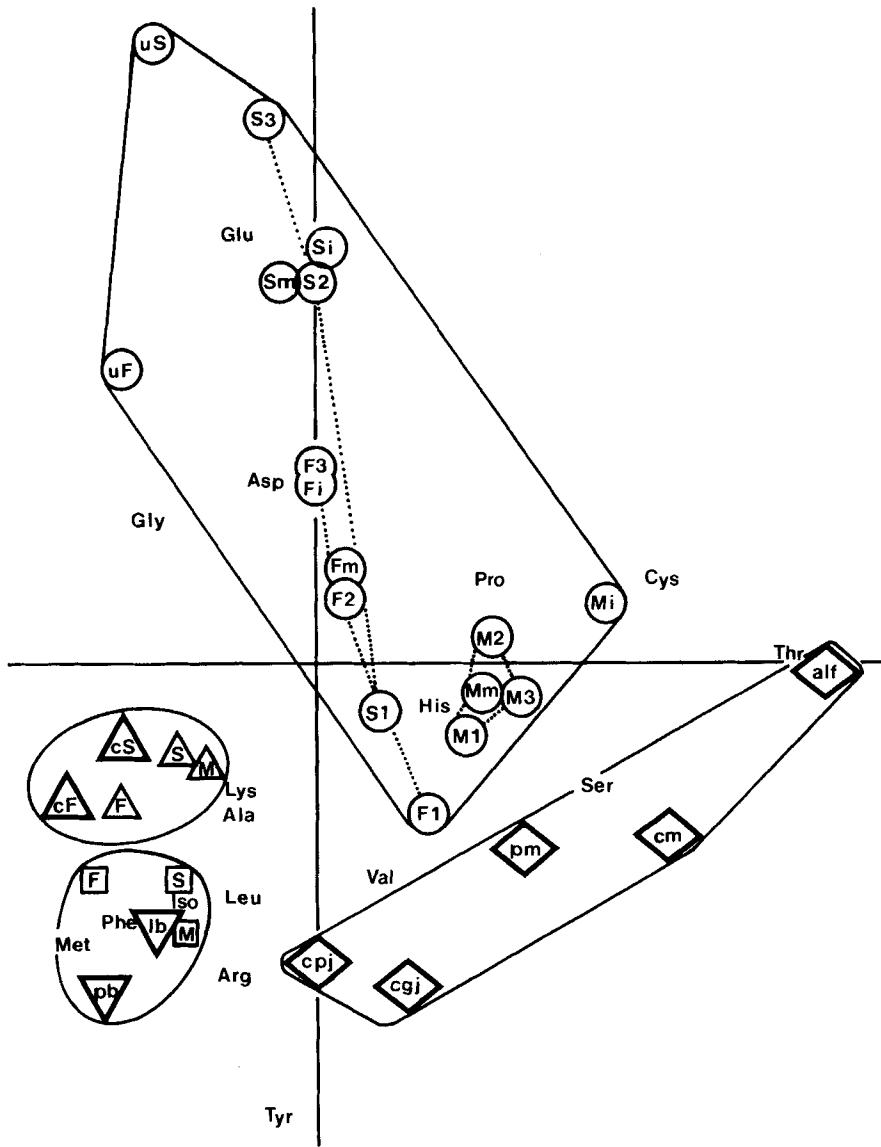 uS
S3
Glu
Si
Sm
S2
uF
F3
Asp
Fi
Gly
Fm
Pro
Cys
F2
Mi
M2
Thr
alf
His
Mm
M3
S1
M1
cS
S
M
Lys
Ser
cF
F
Ala
F1
pm
cm
Val
F
S
Leu
so
Phe
lb
M
Met
Arg
cpj
cgj
pb
Tyr